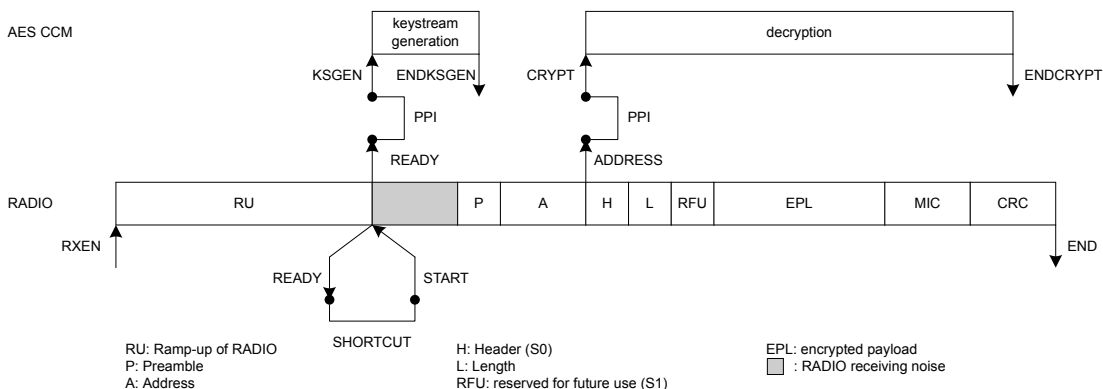 AES CCM
keystream
generation
decryption
KSGEN
ENDKSGEN
CRYPT
ENDCRYPT
PPI
PPI
READY
ADDRESS
RADIO
RU
P
A
H
L
RFU
EPL
MIC
CRC
RXEN
END
READY
START
SHORTCUT
RU: Ramp-up of RADIO
P: Preamble
A: Address
H: Header (S0)
L: Length
RFU: reserved for future use (S1)
EPL: encrypted payload
: RADIO receiving noise